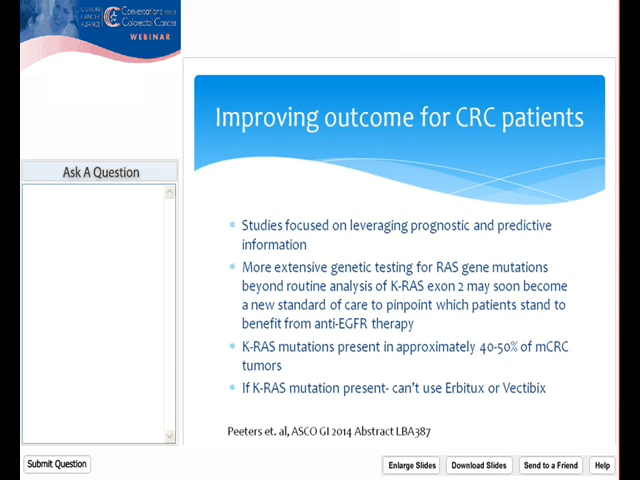 COLON
CANCER
ALLIANCE
Conversations about
Colorectal Cancer
WEBINAR
Ask A Question
Improving outcome for CRC patients
* Studies focused on leveraging prognostic and predictive
information
* More extensive genetic testing for RAS gene mutations
beyond routine analysis of K-RAS exon 2 may soon become
a new standard of care to pinpoint which patients stand to
benefit from anti-EGFR therapy
* K-RAS mutations present in approximately 40-50% of mCRC
tumors
* If K-RAS mutation present- can't use Erbitux or Vectibix
Peeters et. al, ASCO GI 2014 Abstract LBA387
Submit Question
Enlarge Slides
Download Slides
Send to a Friend
Help